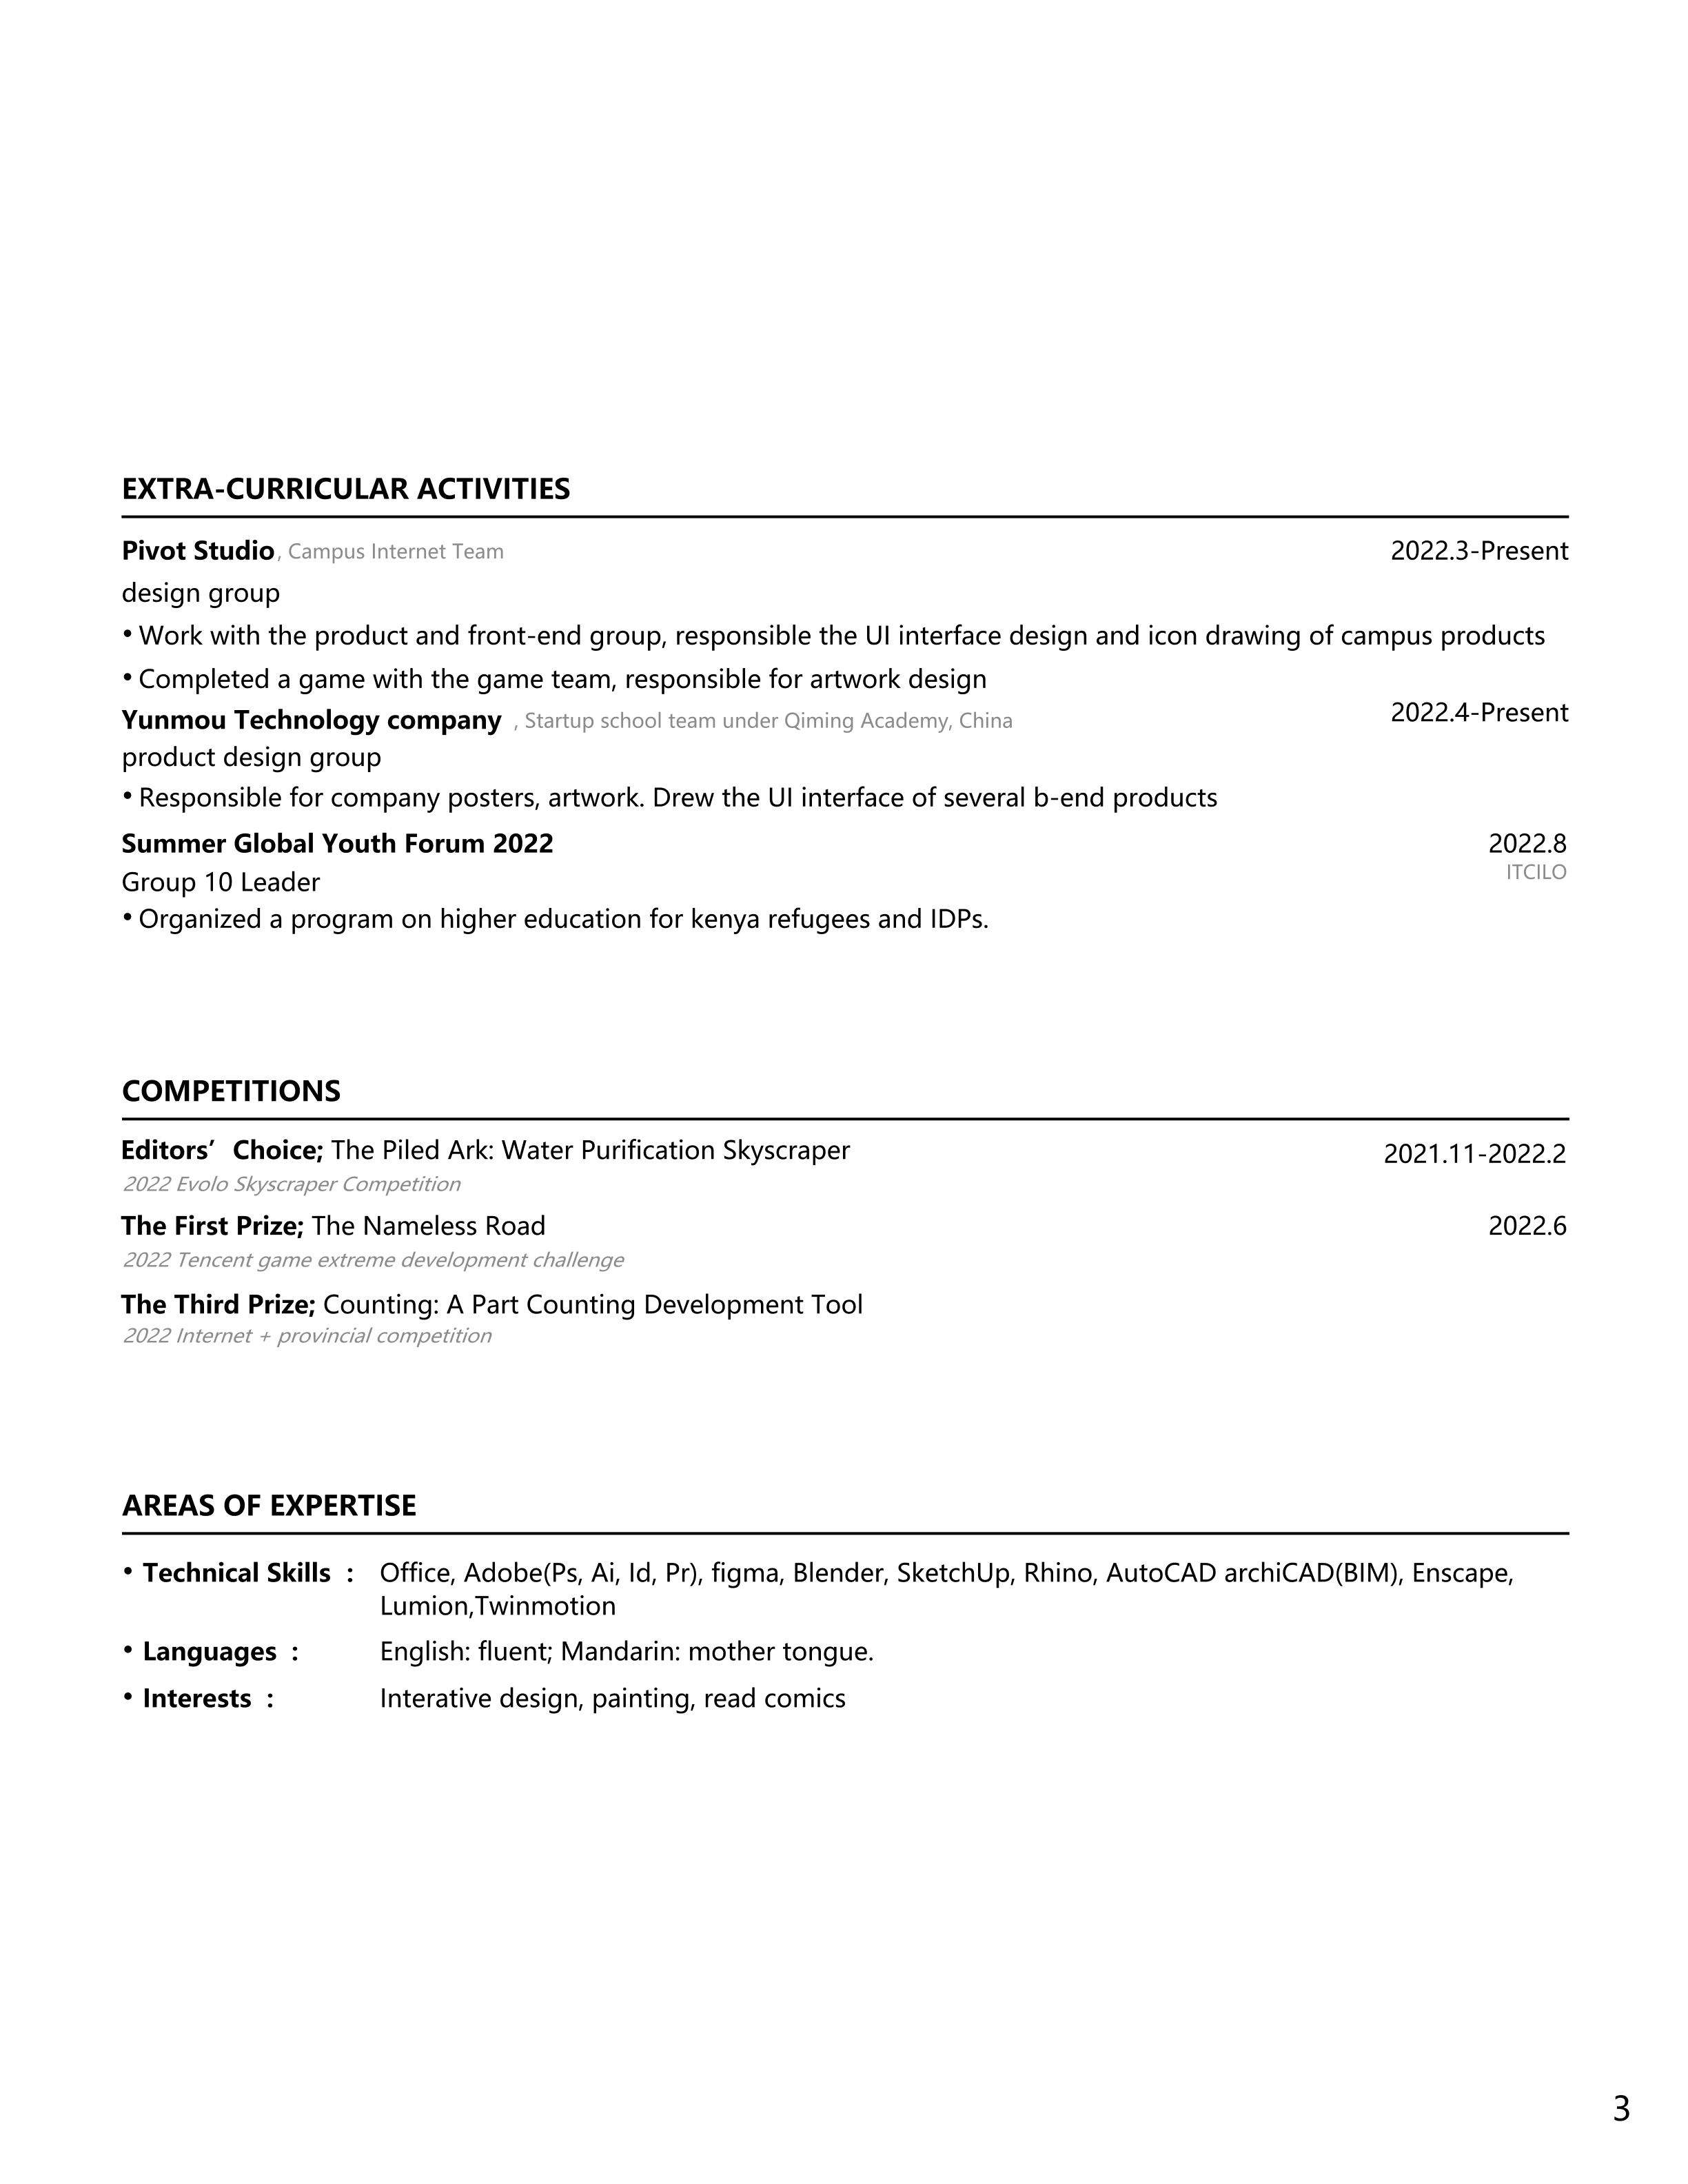 EXTRA-CURRICULAR ACTIVITIES
Pivot Studio, Campus Internet Team 2022.3-Present
design group
• Work with the product and front-end group, responsible the UI interface design and icon drawing of campus products
• Completed a game with the game team, responsible for artwork design
Yunmou Technology company , Startup school team under Qiming Academy, China 2022.4-Present
product design group
• Responsible for company posters, artwork. Drew the UI interface of several b-end products
Summer Global Youth Forum 2022 2022.8
Group 10 Leader ITCILO
• Organized a program on higher education for kenya refugees and IDPs.
COMPETITIONS
Editors’ Choice; The Piled Ark: Water Purification Skyscraper 2021.11-2022.2
2022 Evolo Skyscraper Competition
The First Prize; The Nameless Road 2022.6
2022 Tencent game extreme development challenge
The Third Prize; Counting: A Part Counting Development Tool
2022 Internet + provincial competition
AREAS OF EXPERTISE
• Technical Skills : Office, Adobe(Ps, Ai, Id, Pr), figma, Blender, SketchUp, Rhino, AutoCAD archiCAD(BIM), Enscape,
Lumion,Twinmotion
• Languages : English: fluent; Mandarin: mother tongue.
• Interests : Interative design, painting, read comics
3